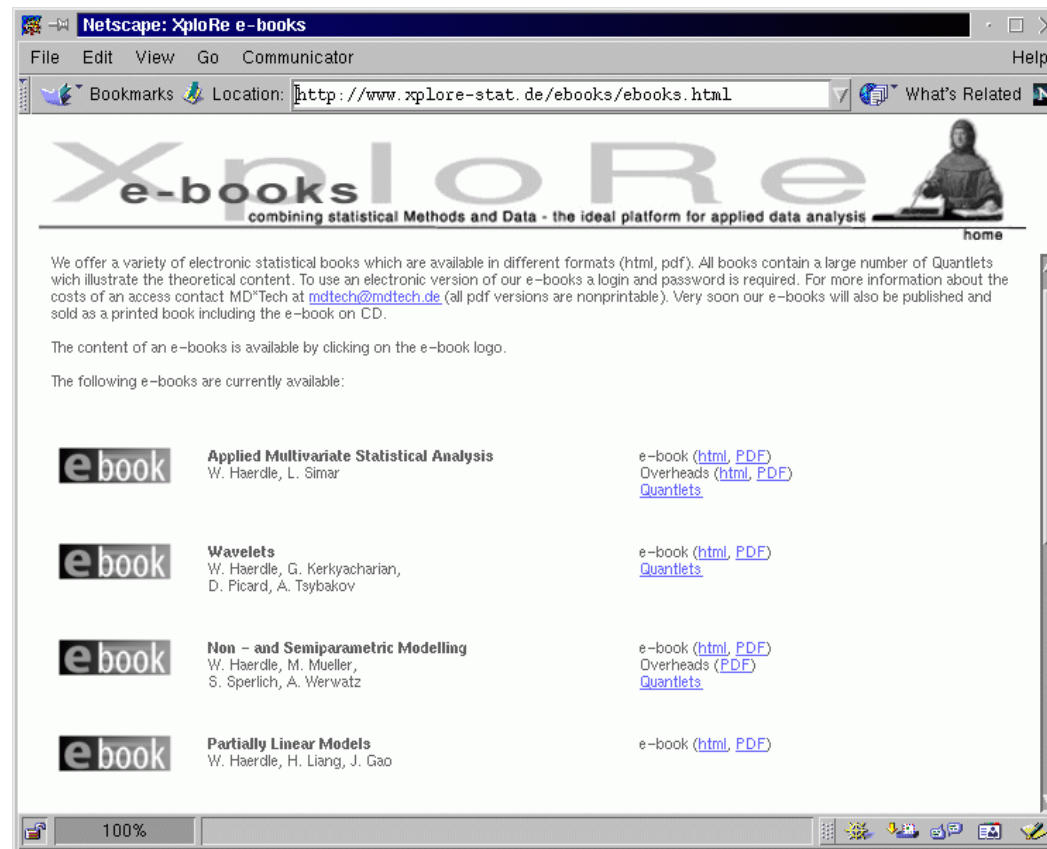 Netscape: XploRe e-books
File Edit View Go Communicator Help
Bookmarks Location: http://www.xplore-stat.de/ebooks/ebooks.html What's Related N
XploRe
e-books
combining statistical Methods and Data - the ideal platform for applied data analysis
home
We offer a variety of electronic statistical books which are available in different formats (html, pdf). All books contain a large number of Quantlets
wich illustrate the theoretical content. To use an electronic version of our e-books a login and password is required. For more information about the
costs of an access contact MD*Tech at mdtech@mdtech.de (all pdf versions are nonprintable). Very soon our e-books will also be published and
sold as a printed book including the e-book on CD.
The content of an e-books is available by clicking on the e-book logo.
The following e-books are currently available:
e book
Applied Multivariate Statistical Analysis
W. Haerdle, L. Simar
e-book (html, PDF)
Overheads (html, PDF)
Quantlets
e book
Wavelets
W. Haerdle, G. Kerkyacharian,
D. Picard, A. Tsybakov
e-book (html, PDF)
Quantlets
e book
Non - and Semiparametric Modelling
W. Haerdle, M. Mueller,
S. Sperlich, A. Werwatz
e-book (html, PDF)
Overheads (PDF)
Quantlets
e book
Partially Linear Models
W. Haerdle, H. Liang, J. Gao
e-book (html, PDF)
100%